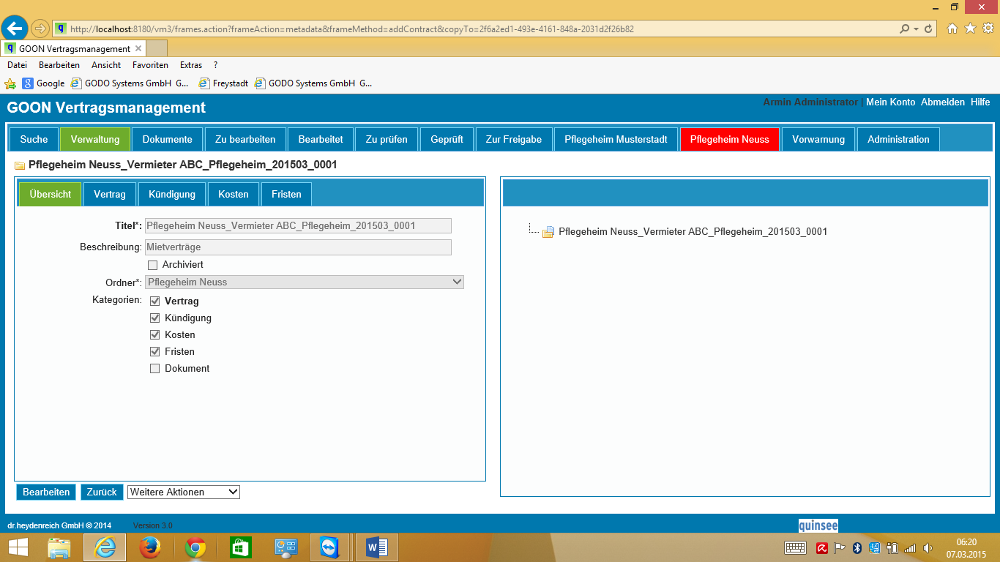 http://localhost:8180/vm3/frames.action?frameAction=metadata&frameMethod=addContract&copyTo=2f6a2ed1-493e-4161-848a-2031d2f26b82
GOON Vertragsmanagement
Datei Bearbeiten Ansicht Favoriten Extras ?
Google GODO Systems GmbH G... Freystadt GODO Systems GmbH G...
GOON Vertragsmanagement
Armin Administrator | Mein Konto Abmelden Hilfe
Suche Verwaltung Dokumente Zu bearbeiten Bearbeitet Zu prüfen Geprüft Zur Freigabe Pflegeheim Musterstadt Pflegeheim Neuss Vorwarnung Administration
Pflegeheim Neuss_Vermieter ABC_Pflegeheim_201503_0001
Übersicht Vertrag Kündigung Kosten Fristen
Titel*: Pflegeheim Neuss_Vermieter ABC_Pflegeheim_201503_0001
Beschreibung: Mietverträge
Archiviert
Ordner*: Pflegeheim Neuss
Kategorien: Vertrag
Kündigung
Kosten
Fristen
Dokument
Pflegeheim Neuss_Vermieter ABC_Pflegeheim_201503_0001
Bearbeiten Zurück Weitere Aktionen
dr.heydenreich GmbH © 2014 Version 3.0
quinsee
06:20
07.03.2015